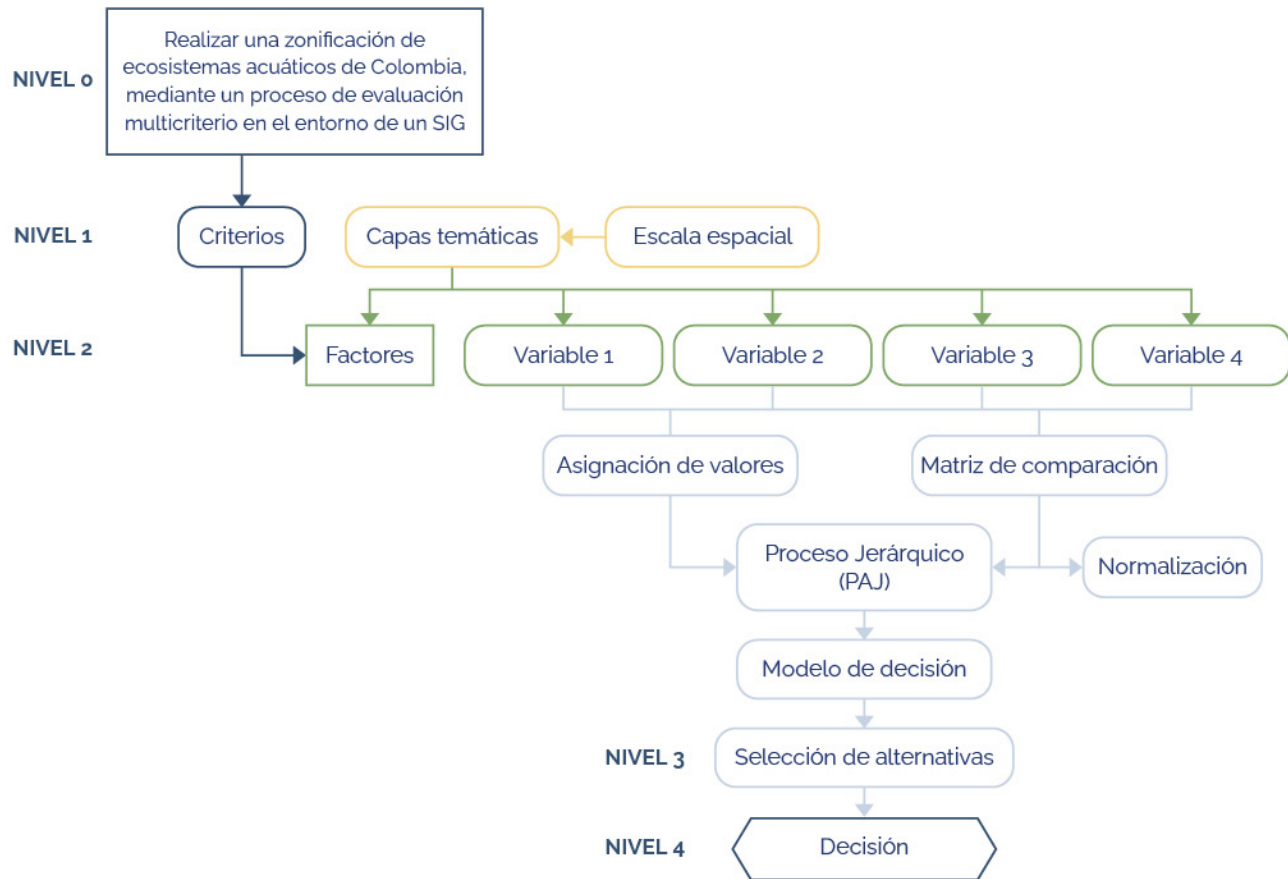 Realizar una zonificación de
ecosistemas acuáticos de Colombia,
mediante un proceso de evaluación
multicriterio en el entorno de un SIG
NIVEL 0
NIVEL 1
Criterios
Capas temáticas
Escala espacial
NIVEL 2
Factores
Variable 1
Variable 2
Variable 3
Variable 4
Asignación de valores
Matriz de comparación
Proceso Jerárquico
(PAJ)
Normalización
Modelo de decisión
NIVEL 3
Selección de alternativas
NIVEL 4
Decisión